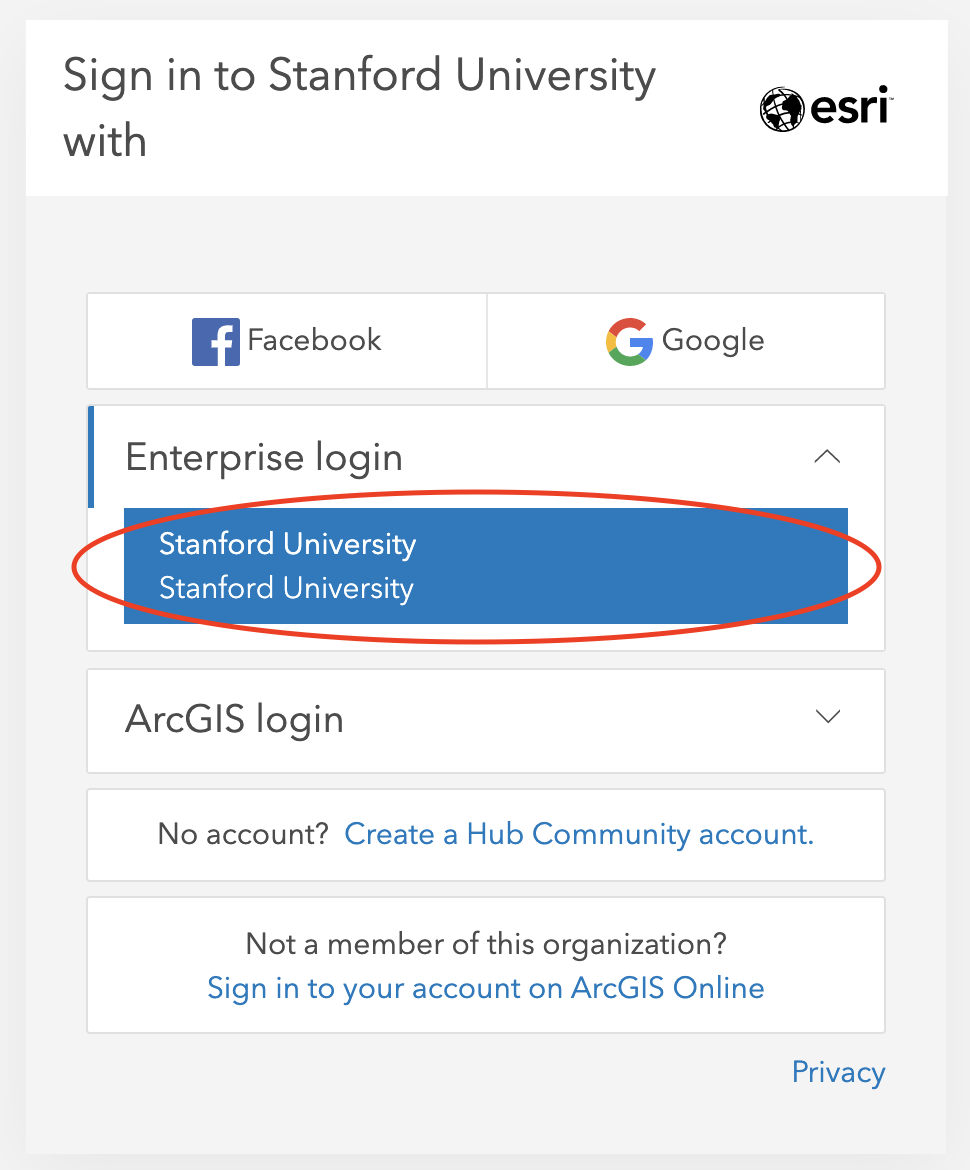 Sign in to Stanford University
with
esri
Facebook
Google
Enterprise login
Stanford University
Stanford University
ArcGIS login
No account? Create a Hub Community account.
Not a member of this organization?
Sign in to your account on ArcGIS Online
Privacy